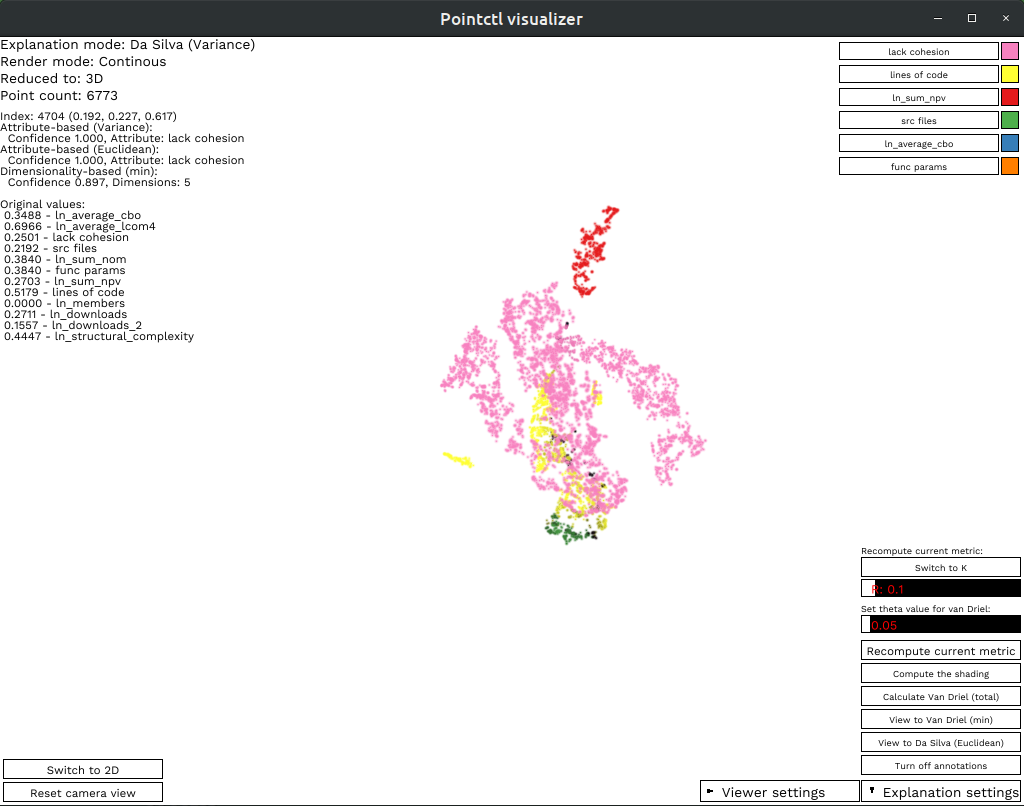 Pointctl visualizer
Explanation mode: Da Silva (Variance)
Render mode: Continous
Reduced to: 3D
Point count: 6773
Index: 4704 (0.192, 0.227, 0.617)
Attribute-based (Variance):
Confidence 1.000, Attribute: lack cohesion
Attribute-based (Euclidean):
Confidence 1.000, Attribute: lack cohesion
Dimensionality-based (min):
Confidence 0.897, Dimensions: 5
Original values:
0.3488 - ln_average_cbo
0.6966 - ln_average_lcom4
0.2501 - lack cohesion
0.2192 - src files
0.3840 - ln_sum_nom
0.3840 - func params
0.2703 - ln_sum_npv
0.5179 - lines of code
0.0000 - ln_members
0.2711 - ln_downloads
0.1557 - ln_downloads_2
0.4447 - ln_structural_complexity
lack cohesion
lines of code
ln_sum_npv
src files
ln_average_cbo
func params
Recompute current metric:
Switch to K
R: 0.1
Set theta value for van Driel:
0.05
Recompute current metric
Compute the shading
Calculate Van Driel (total)
View to Van Driel (min)
View to Da Silva (Euclidean)
Turn off annotations
Switch to 2D
Reset camera view
Viewer settings
Explanation settings